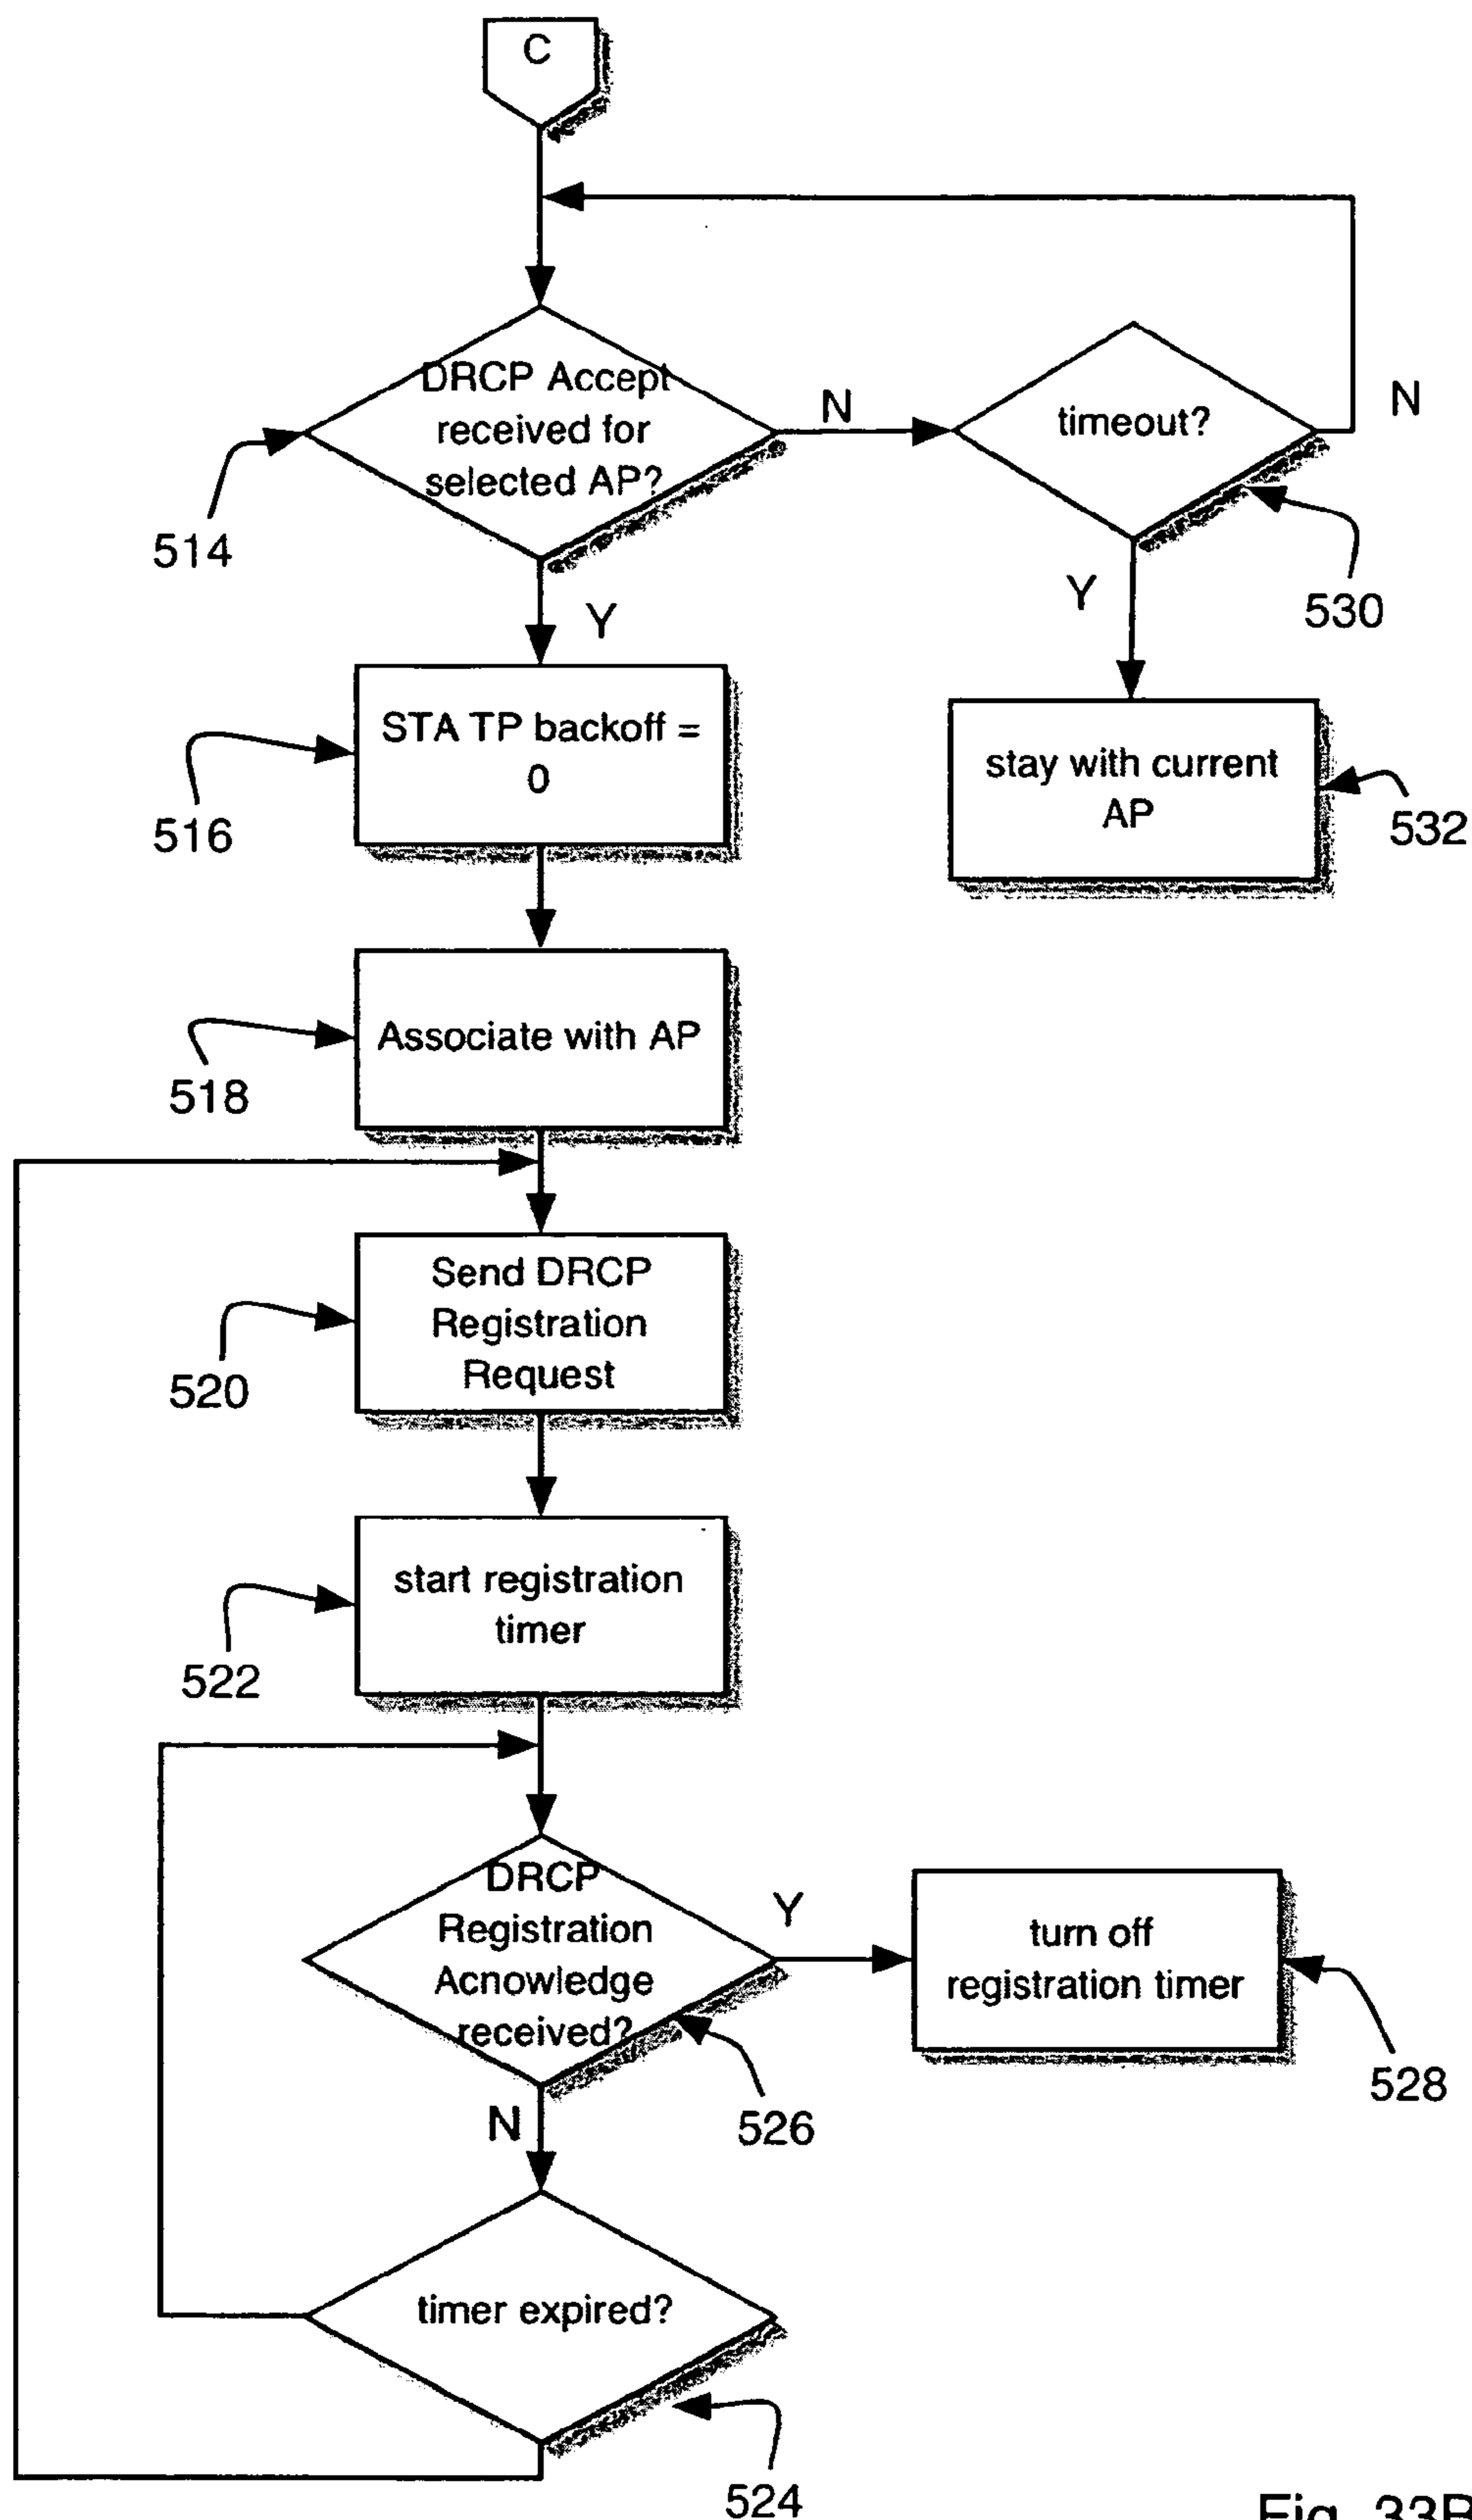 C
DRCP Accept
received for
selected AP?
N
timeout?
N
514
Y
Y
530
STA TP backoff =
0
516
stay with current
AP
532
Associate with AP
518
Send DRCP
Registration
Request
520
start registration
timer
522
DRCP
Registration
Acnowledge
received?
Y
turn off
registration timer
528
526
N
timer expired?
524
Fig. 33B